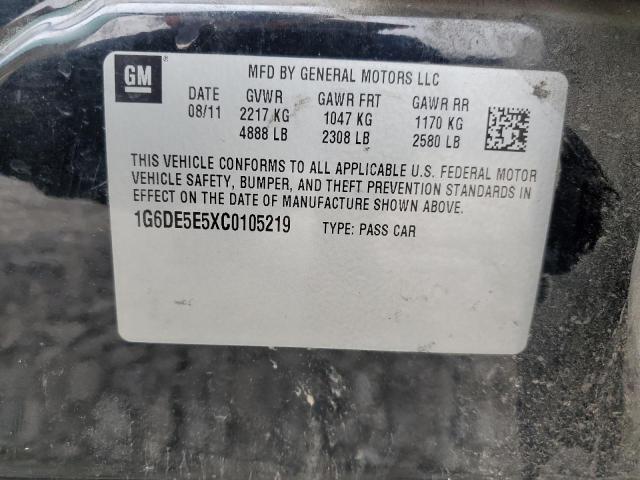 GM
MFD BY GENERAL MOTORS LLC
DATE GVWR GAWR FRT GAWR RR
08/11 2217 KG 1047 KG 1170 KG
4888 LB 2308 LB 2580 LB
THIS VEHICLE CONFORMS TO ALL APPLICABLE U.S. FEDERAL MOTOR
VEHICLE SAFETY, BUMPER, AND THEFT PREVENTION STANDARDS IN
EFFECT ON THE DATE OF MANUFACTURE SHOWN ABOVE.
1G6DE5E5XC0105219 TYPE: PASS CAR